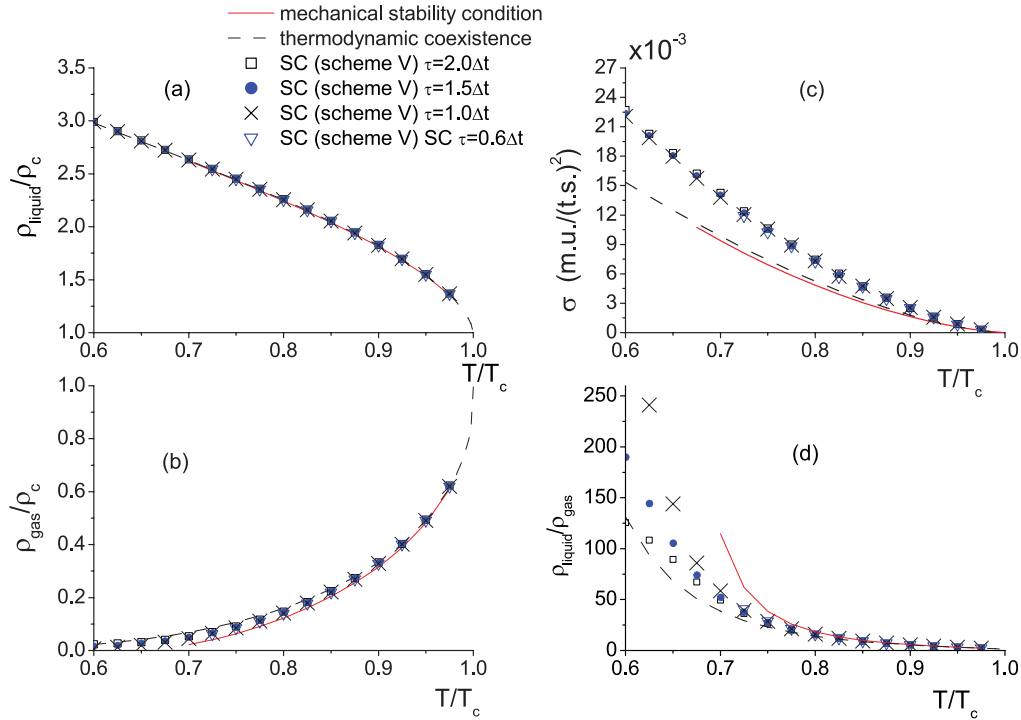 mechanical stability condition
thermodynamic coexistence
SC (scheme V) τ=2.0Δt
SC (scheme V) τ=1.5Δt
SC (scheme V) τ=1.0Δt
SC (scheme V) SC τ=0.6Δt
(a)
3.5
3.0
2.5
2.0
1.5
1.0
ρliquid/ρc
0.6 0.7 0.8 0.9 1.0
T/Tc
x10-3
(c)
27
24
21
18
15
12
9
6
3
0
σ (m.u./(t.s.)2)
0.6 0.7 0.8 0.9 1.0
T/Tc
(b)
1.0
0.8
0.6
0.4
0.2
0.0
ρgas/ρc
0.6 0.7 0.8 0.9 1.0
T/Tc
(d)
250
200
150
100
50
0
ρliquid/ρgas
0.6 0.7 0.8 0.9 1.0
T/Tc